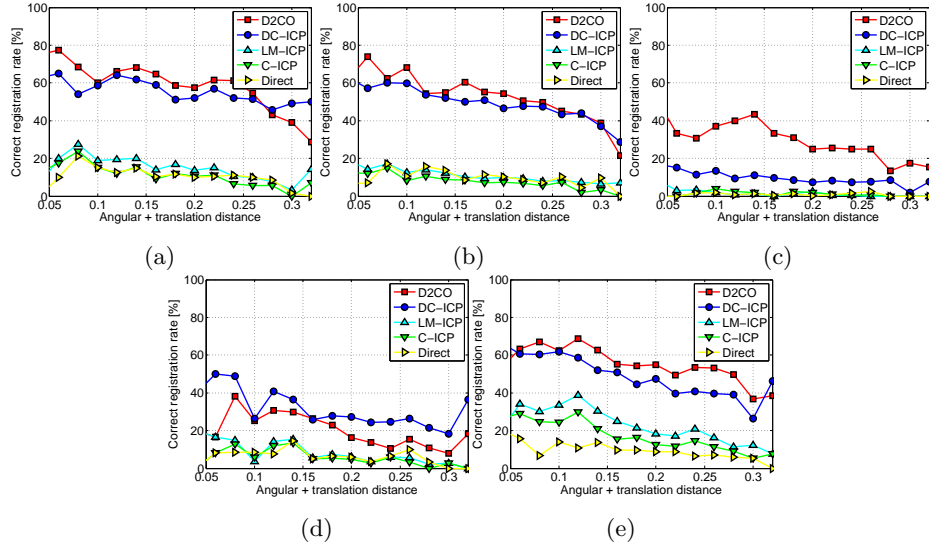 Correct registration rate [%]
100
80
60
40
20
0
0.05 0.1 0.15 0.2 0.25 0.3
Angular + translation distance
D2CO
DC−ICP
LM−ICP
C−ICP
Direct
(a)
Correct registration rate [%]
100
80
60
40
20
0
0.05 0.1 0.15 0.2 0.25 0.3
Angular + translation distance
D2CO
DC−ICP
LM−ICP
C−ICP
Direct
(b)
Correct registration rate [%]
100
80
60
40
20
0
0.05 0.1 0.15 0.2 0.25 0.3
Angular + translation distance
D2CO
DC−ICP
LM−ICP
C−ICP
Direct
(c)
Correct registration rate [%]
100
80
60
40
20
0
0.05 0.1 0.15 0.2 0.25 0.3
Angular + translation distance
D2CO
DC−ICP
LM−ICP
C−ICP
Direct
(d)
Correct registration rate [%]
100
80
60
40
20
0
0.05 0.1 0.15 0.2 0.25 0.3
Angular + translation distance
D2CO
DC−ICP
LM−ICP
C−ICP
Direct
(e)